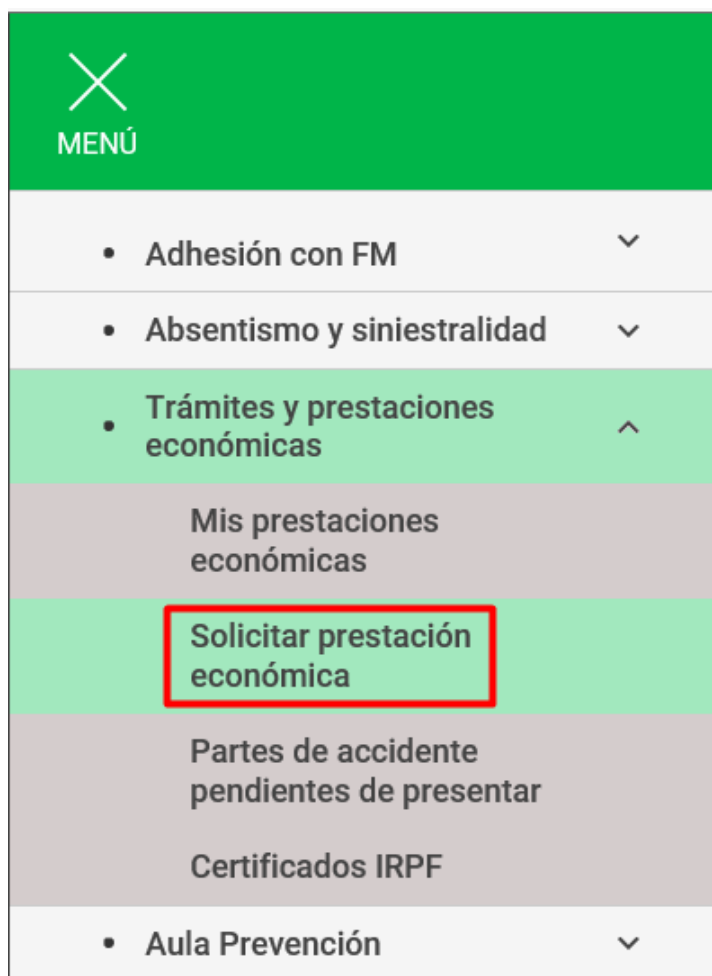 MENÚ
Adhesión con FM
Absentismo y siniestralidad
Trámites y prestaciones
económicas
Mis prestaciones
económicas
Solicitar prestación
económica
Partes de accidente
pendientes de presentar
Certificados IRPF
Aula Prevención